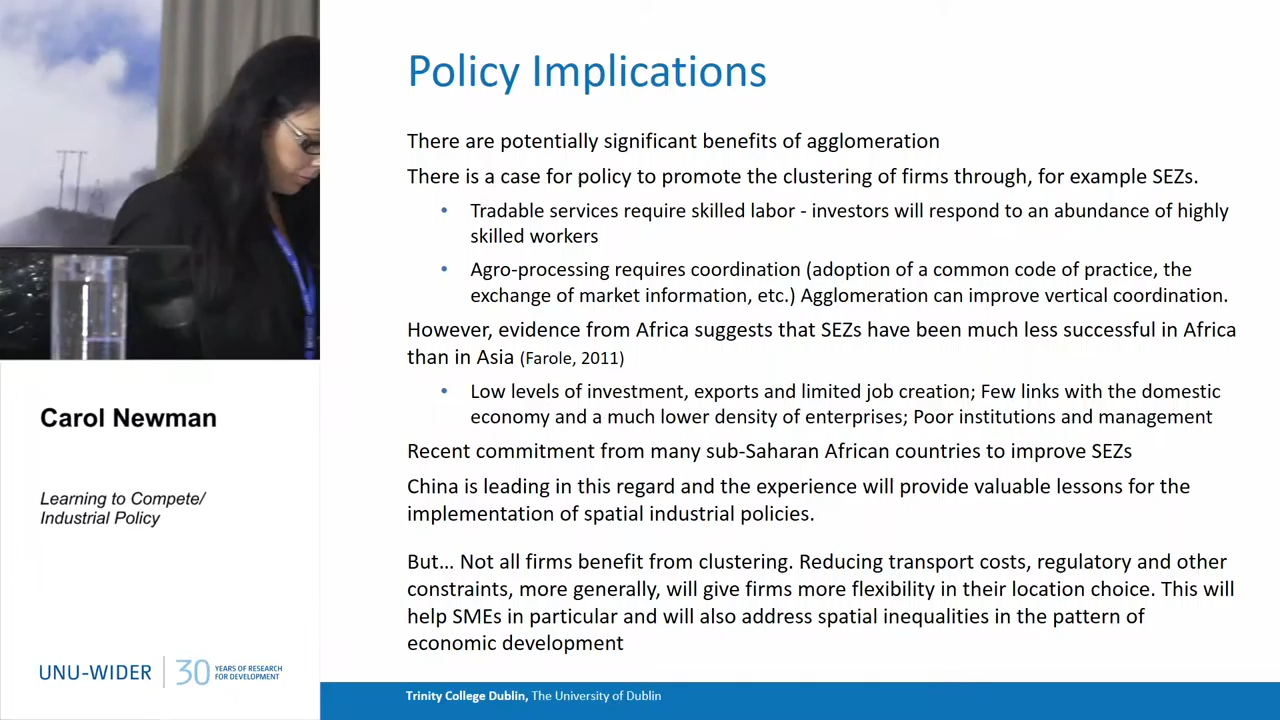 Policy Implications
There are potentially significant benefits of agglomeration
There is a case for policy to promote the clustering of firms through, for example SEZs.
• Tradable services require skilled labor - investors will respond to an abundance of highly
skilled workers
• Agro-processing requires coordination (adoption of a common code of practice, the
exchange of market information, etc.) Agglomeration can improve vertical coordination.
However, evidence from Africa suggests that SEZs have been much less successful in Africa
than in Asia (Farole, 2011)
• Low levels of investment, exports and limited job creation; Few links with the domestic
economy and a much lower density of enterprises; Poor institutions and management
Recent commitment from many sub-Saharan African countries to improve SEZs
China is leading in this regard and the experience will provide valuable lessons for the
implementation of spatial industrial policies.
But... Not all firms benefit from clustering. Reducing transport costs, regulatory and other
constraints, more generally, will give firms more flexibility in their location choice. This will
help SMEs in particular and will also address spatial inequalities in the pattern of
economic development
Trinity College Dublin, The University of Dublin
Carol Newman
Learning to Compete/
Industrial Policy
UNU-WIDER
30 YEARS OF RESEARCH
FOR DEVELOPMENT